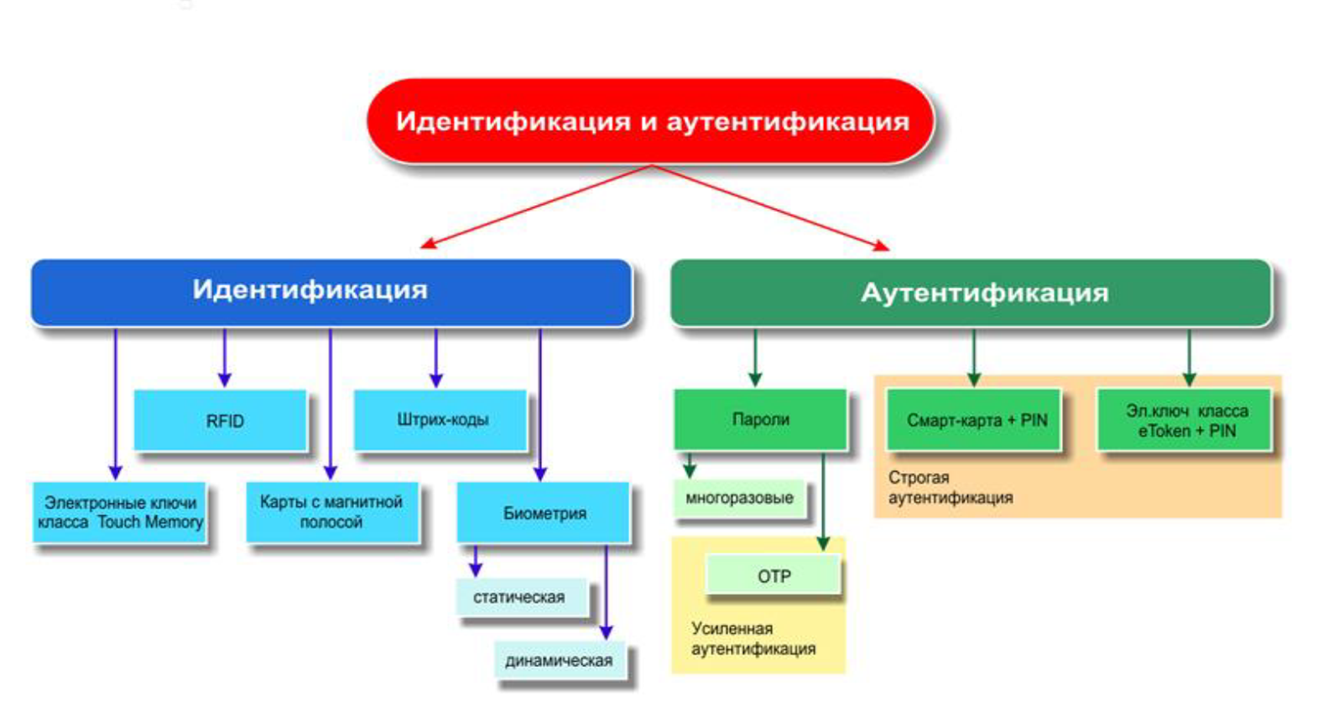 Идентификация и аутентификация
Идентификация
Аутентификация
RFID
Штрих-коды
Электронные ключи
класса Touch Memory
Карты с магнитной
полосой
Биометрия
статическая
динамическая
Пароли
многоразовые
OTP
Усиленная
аутентификация
Смарт-карта + PIN
Эл.ключ класса
eToken + PIN
Строгая
аутентификация